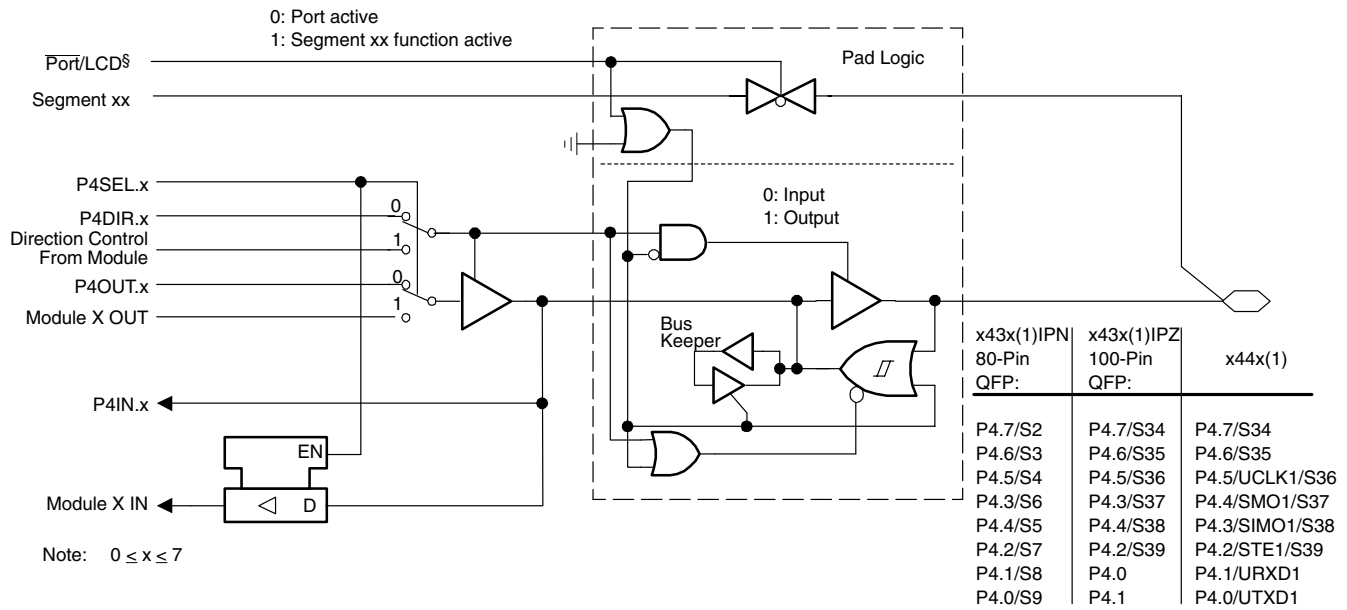 0: Port active
1: Segment xx function active
Port/LCD§
Segment xx
Pad Logic
P4SEL.x
0: Input
1: Output
0
P4DIR.x
Direction Control
From Module
1
0
P4OUT.x
1
Module X OUT
Bus
Keeper
P4IN.x
EN
Module X IN
D
Note: 0 ≤ x ≤ 7
x43x(1)IPN x43x(1)IPZ
80-Pin 100-Pin x44x(1)
QFP: QFP:
P4.7/S2 P4.7/S34 P4.7/S34
P4.6/S3 P4.6/S35 P4.6/S35
P4.5/S4 P4.5/S36 P4.5/UCLK1/S36
P4.3/S6 P4.3/S37 P4.4/SMO1/S37
P4.4/S5 P4.4/S38 P4.3/SIMO1/S38
P4.2/S7 P4.2/S39 P4.2/STE1/S39
P4.1/S8 P4.0 P4.1/URXD1
P4.0/S9 P4.1 P4.0/UTXD1